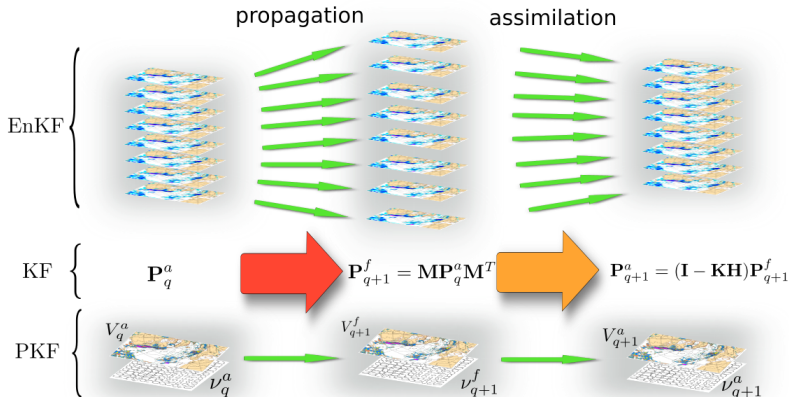 propagation assimilation
EnKF
KF P^a_q P^f_{q+1} = MP^a_qM^T P^a_{q+1} = (I − KH)P^f_{q+1}
PKF V^a_q V^f_{q+1} V^a_{q+1}
ν^a_q ν^f_{q+1} ν^a_{q+1}